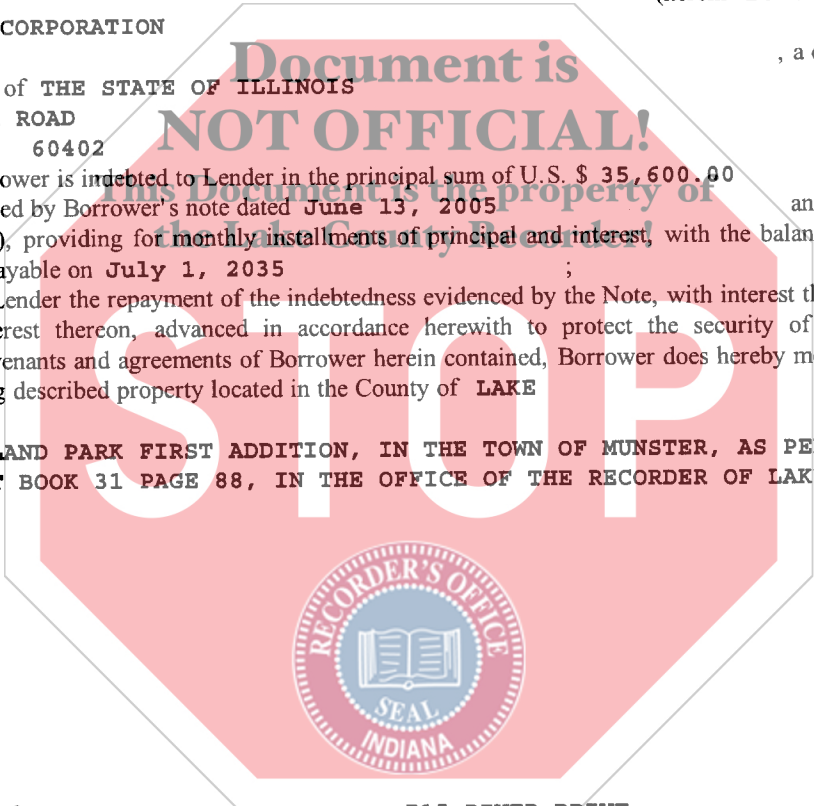 CORPORATION
, a
of THE STATE OF ILLINOIS
ROAD
60402
ower is indebted to Lender in the principal sum of U.S. $ 35,600.00
ed by Borrower's note dated June 13, 2005 an
), providing for monthly installments of principal and interest, with the balan
ayable on July 1, 2035 ;
Lender the repayment of the indebtedness evidenced by the Note, with interest th
erest thereon, advanced in accordance herewith to protect the security of
venants and agreements of Borrower herein contained, Borrower does hereby m
g described property located in the County of LAKE
LAND PARK FIRST ADDITION, IN THE TOWN OF MUNSTER, AS PE
T BOOK 31 PAGE 88, IN THE OFFICE OF THE RECORDER OF LAK
Document is
NOT OFFICIAL!
This Document is the property of
the Lake County Recorder!
STOP
RECORDER'S OFFICE
SEAL
INDIANA